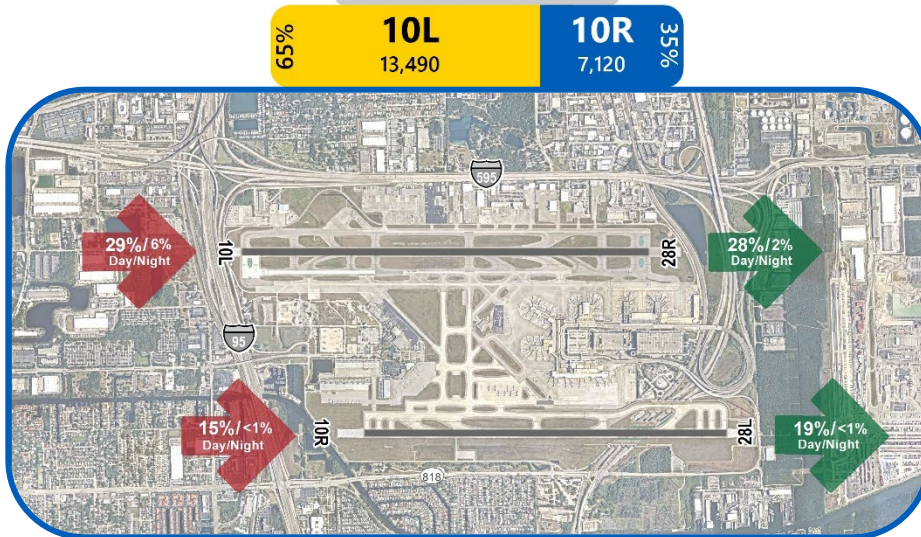 65%
10L
13,490
10R
7,120
35%
595
29%/6%
Day/Night
10L
28R
28%/2%
Day/Night
95
15%/<1%
Day/Night
10R
28L
19%/<1%
Day/Night
818